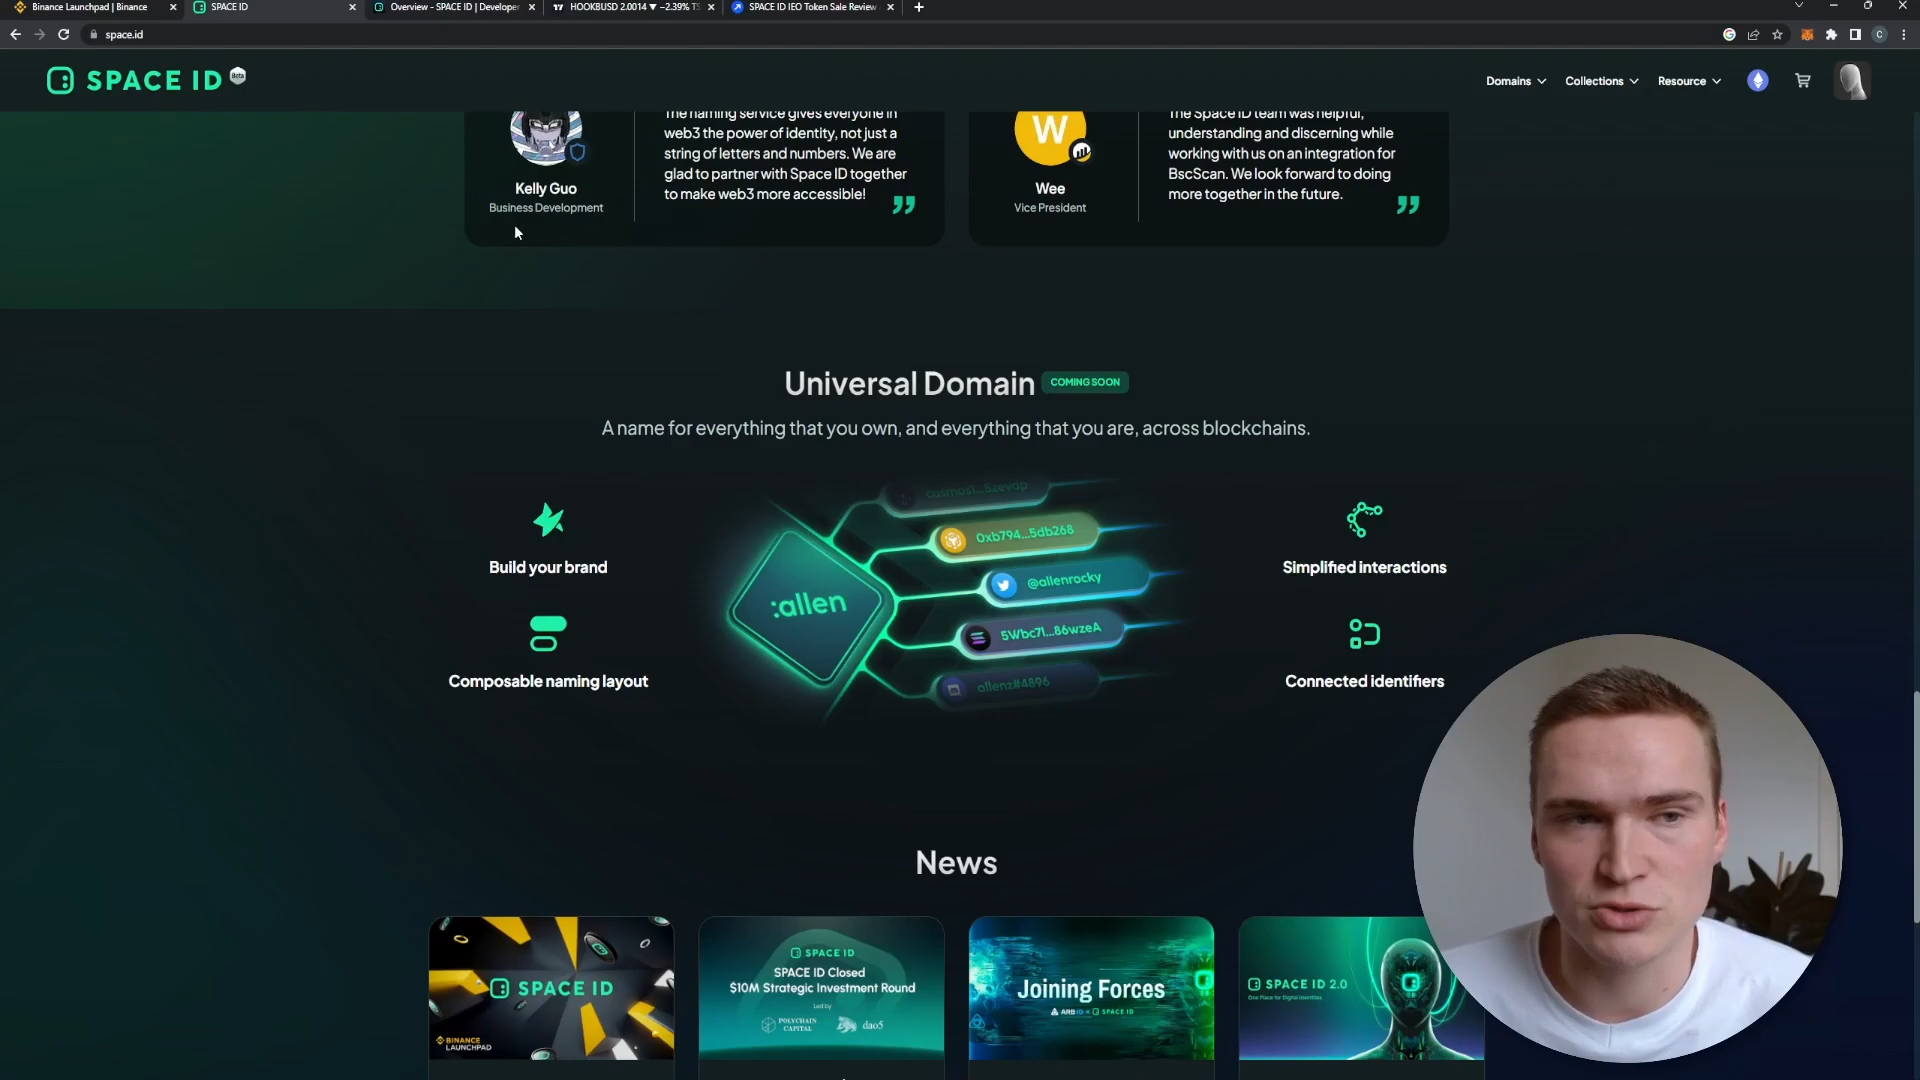 Binance Launchpad | Binance
SPACE ID
Overview - SPACE ID | Developer
HOOKBUSD 2.0014 ▼ −2.39%
SPACE ID IEO Token Sale Review
space.id
SPACE ID
Beta
Domains
Collections
Resource
The naming service gives everyone in
web3 the power of identity, not just a
string of letters and numbers. We are
glad to partner with Space ID together
to make web3 more accessible!
Kelly Guo
Business Development
W
The Space ID team was helpful,
understanding and discerning while
working with us on an integration for
BscScan. We look forward to doing
more together in the future.
Wee
Vice President
Universal Domain
COMING SOON
A name for everything that you own, and everything that you are, across blockchains.
Build your brand
Composable naming layout
:allen
cosmos1...5zevdp
0xb794...5db268
@allenrocky
5Wbc7l...86wzeA
allenz#4896
Simplified interactions
Connected identifiers
News
SPACE ID
BINANCE
LAUNCHPAD
SPACE ID
SPACE ID Closed
$10M Strategic Investment Round
Led by
POLYCHAIN
CAPITAL
dao5
Joining Forces
ARB ID × SPACE ID
SPACE ID 2.0
One Place for Digital Identities